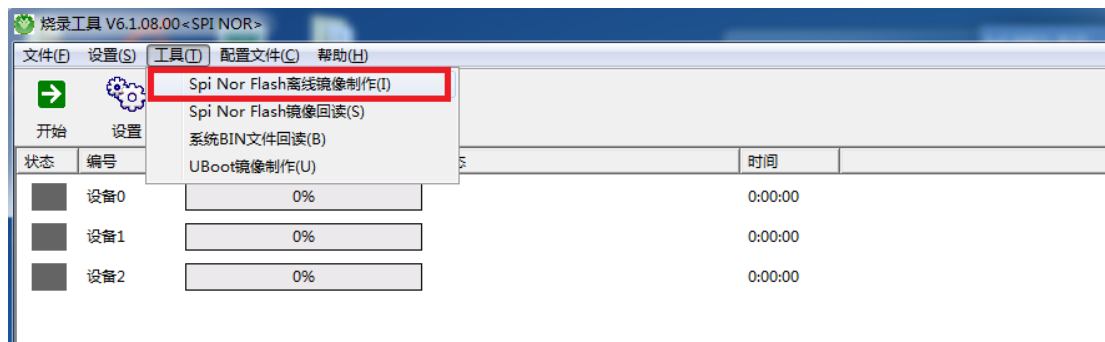 烧录工具 V6.1.08.00<SPI NOR>
文件(F) 设置(S) 工具(T) 配置文件(C) 帮助(H)
Spi Nor Flash离线镜像制作(I)
Spi Nor Flash镜像回读(S)
系统BIN文件回读(B)
UBoot镜像制作(U)
开始 设置
状态 编号 态 时间
设备0 0% 0:00:00
设备1 0% 0:00:00
设备2 0% 0:00:00